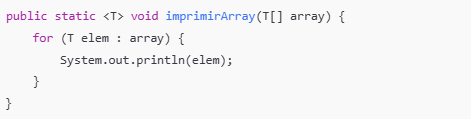 public static <T> void imprimirArray(T[] array) {
    for (T elem : array) {
        System.out.println(elem);
    }
}